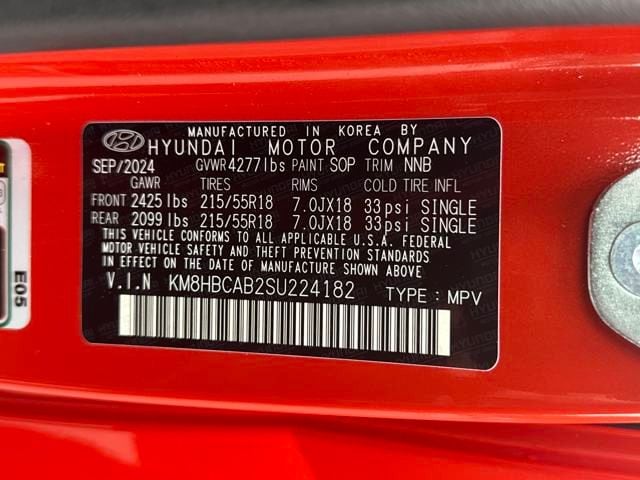 MANUFACTURED IN KOREA BY
HYUNDAI MOTOR COMPANY
SEP/2024 GVWR 4277lbs PAINT SOP TRIM NNB
GAWR TIRES RIMS COLD TIRE INFL
FRONT 2425 lbs 215/55R18 7.0JX18 33psi SINGLE
REAR 2099 lbs 215/55R18 7.0JX18 33psi SINGLE
THIS VEHICLE CONFORMS TO ALL APPLICABLE U.S.A. FEDERAL
MOTOR VEHICLE SAFETY AND THEFT PREVENTION STANDARDS
IN EFFECT ON THE DATE OF MANUFACTURE SHOWN ABOVE.
V.I.N KM8HBCAB2SU224182 TYPE : MPV
E05